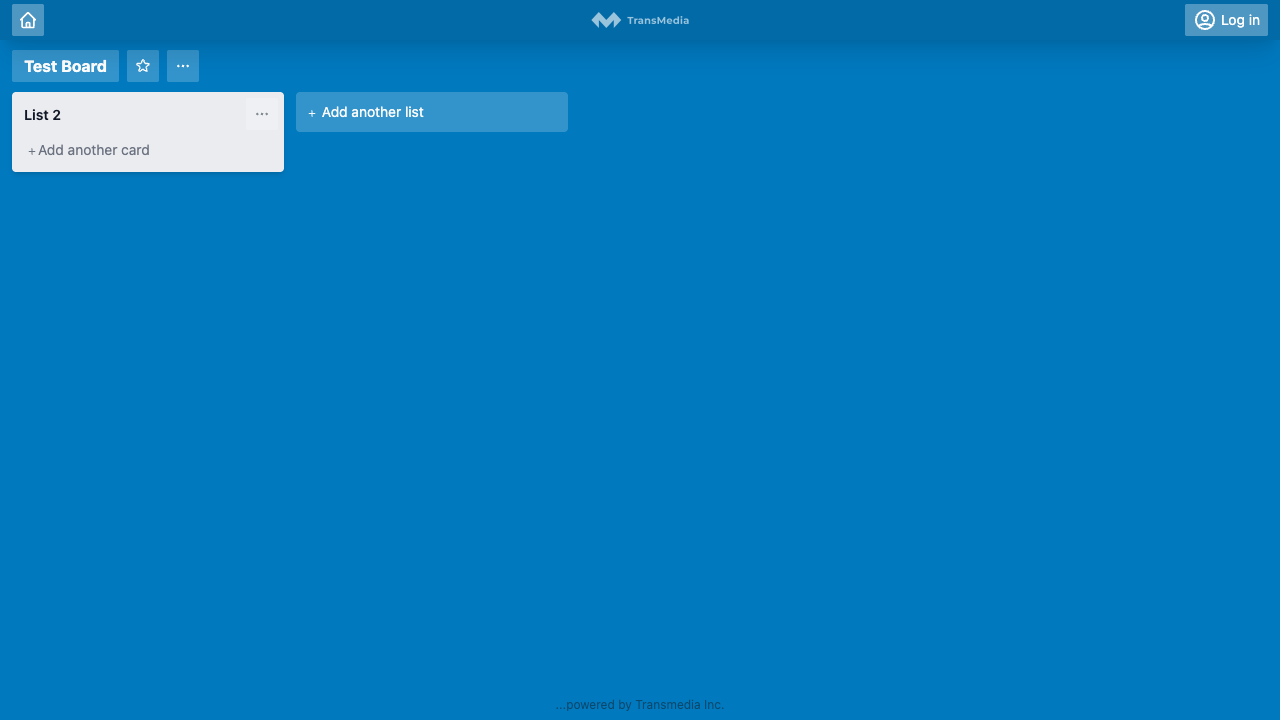 TransMedia
Log in
Test Board
List 2
+ Add another list
+ Add another card
...powered by Transmedia Inc.